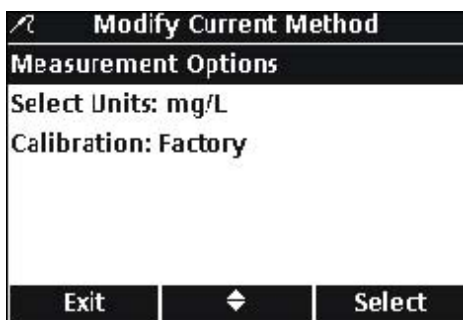 Modify Current Method
Measurement Options
Select Units: mg/L
Calibration: Factory
Exit
Select